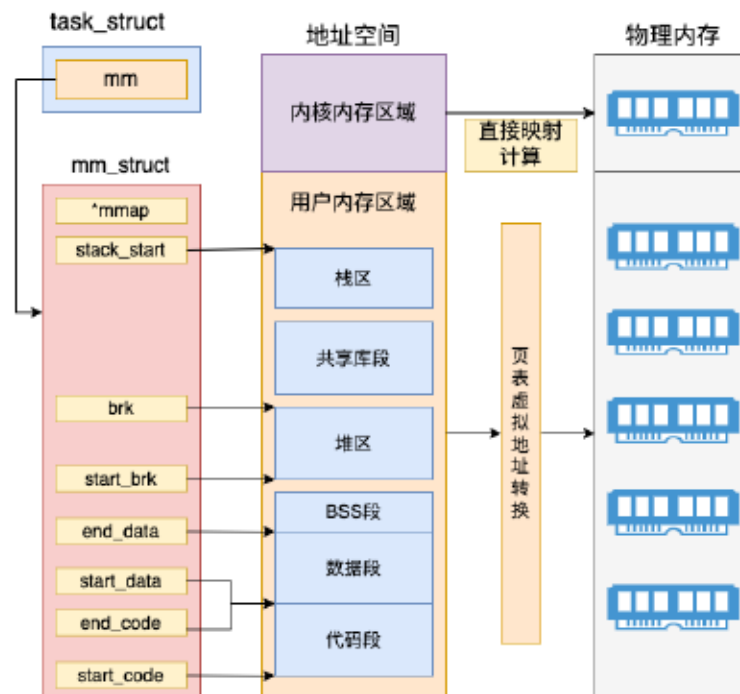 task_struct
mm
mm_struct
*mmap
stack_start
brk
start_brk
end_data
start_data
end_code
start_code
地址空间
内核内存区域
用户内存区域
栈区
共享库段
堆区
BSS段
数据段
代码段
直接映射
计算
页表虚拟地址转换
物理内存